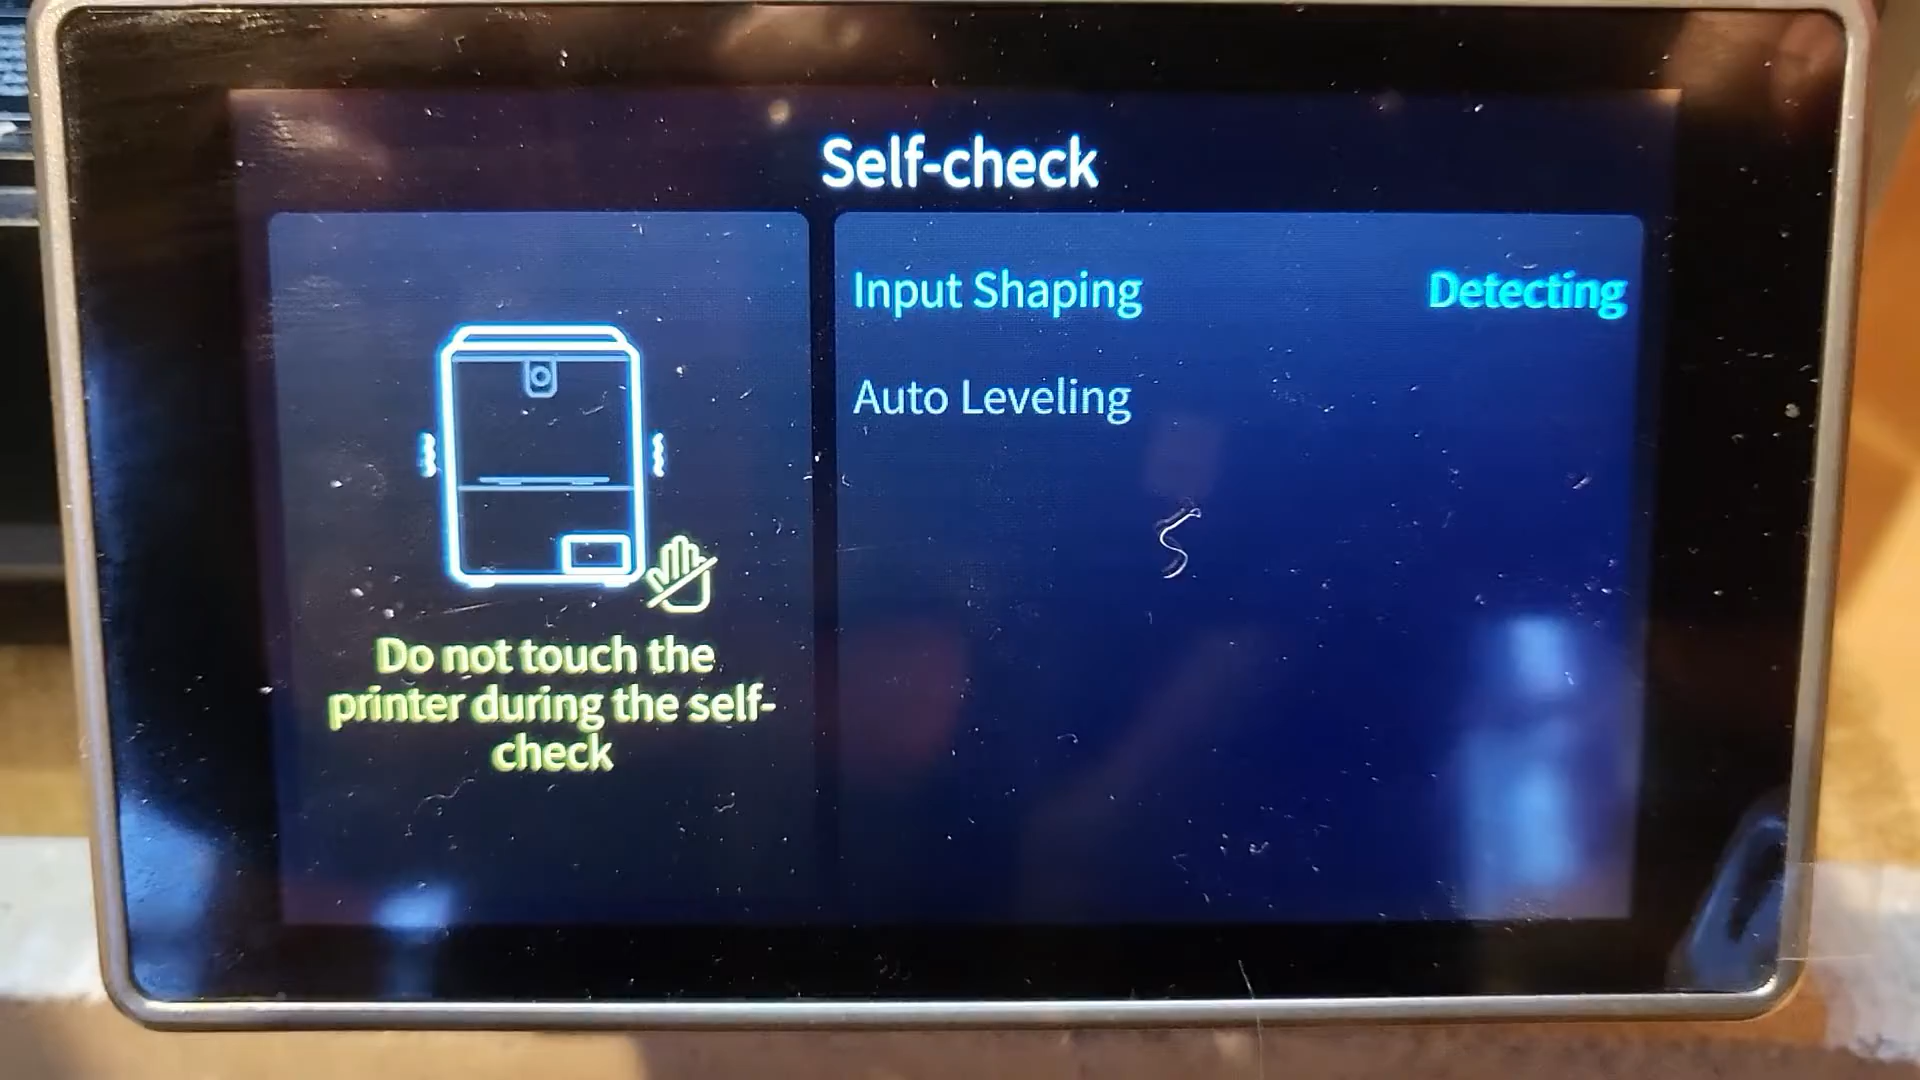 Self-check
Input Shaping Detecting
Auto Leveling
Do not touch the
printer during the self-
check